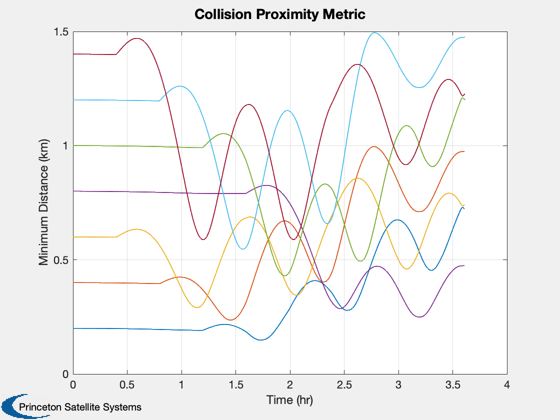 Collision Proximity Metric
1.5
1
0.5
0
Minimum Distance (km)
0 0.5 1 1.5 2 2.5 3 3.5 4
Time (hr)
Princeton Satellite Systems